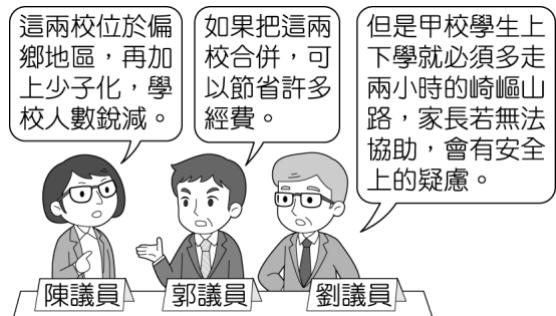 這兩校位於偏
鄉地區，再加
上少子化，學
校人數銳減。
如果把這兩
校合併，可
以節省許多
經費。
但是甲校學生上
下學就必須多走
兩小時的崎嶇山
路，家長若無法
協助，會有安全
上的疑慮。
陳議員
郭議員
劉議員